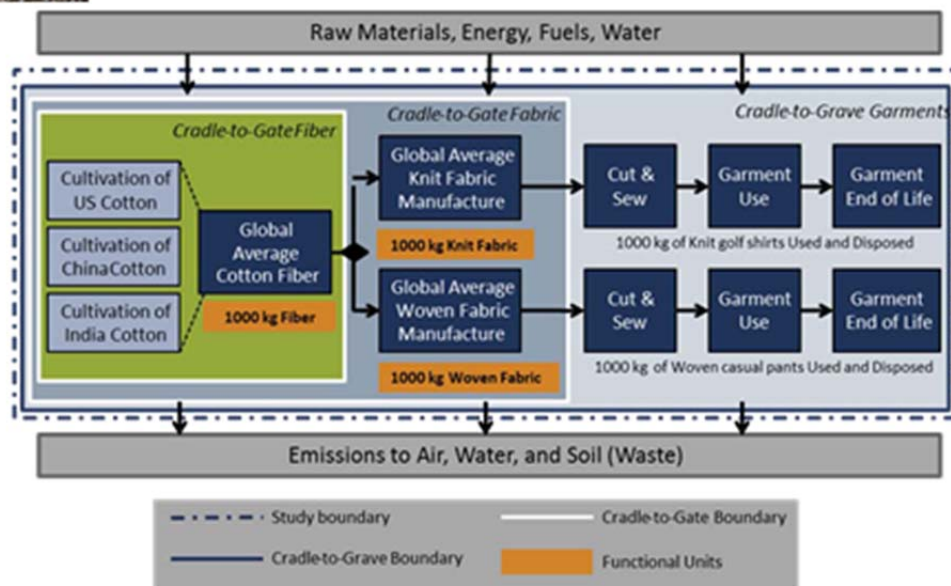 Raw Materials, Energy, Fuels, Water
Cradle-to-Gate Fiber
Cradle-to-Gate Fabric
Cradle-to-Grave Garments
Cultivation of
US Cotton
Cultivation of
China Cotton
Cultivation of
India Cotton
Global
Average
Cotton Fiber
1000 kg Fiber
Global Average
Knit Fabric
Manufacture
1000 kg Knit Fabric
Global Average
Woven Fabric
Manufacture
1000 kg Woven Fabric
Cut &
Sew
Garment
Use
Garment
End of Life
1000 kg of Knit golf shirts Used and Disposed
Cut &
Sew
Garment
Use
Garment
End of Life
1000 kg of Woven casual pants Used and Disposed
Emissions to Air, Water, and Soil (Waste)
Study boundary
Cradle-to-Gate Boundary
Cradle-to-Grave Boundary
Functional Units